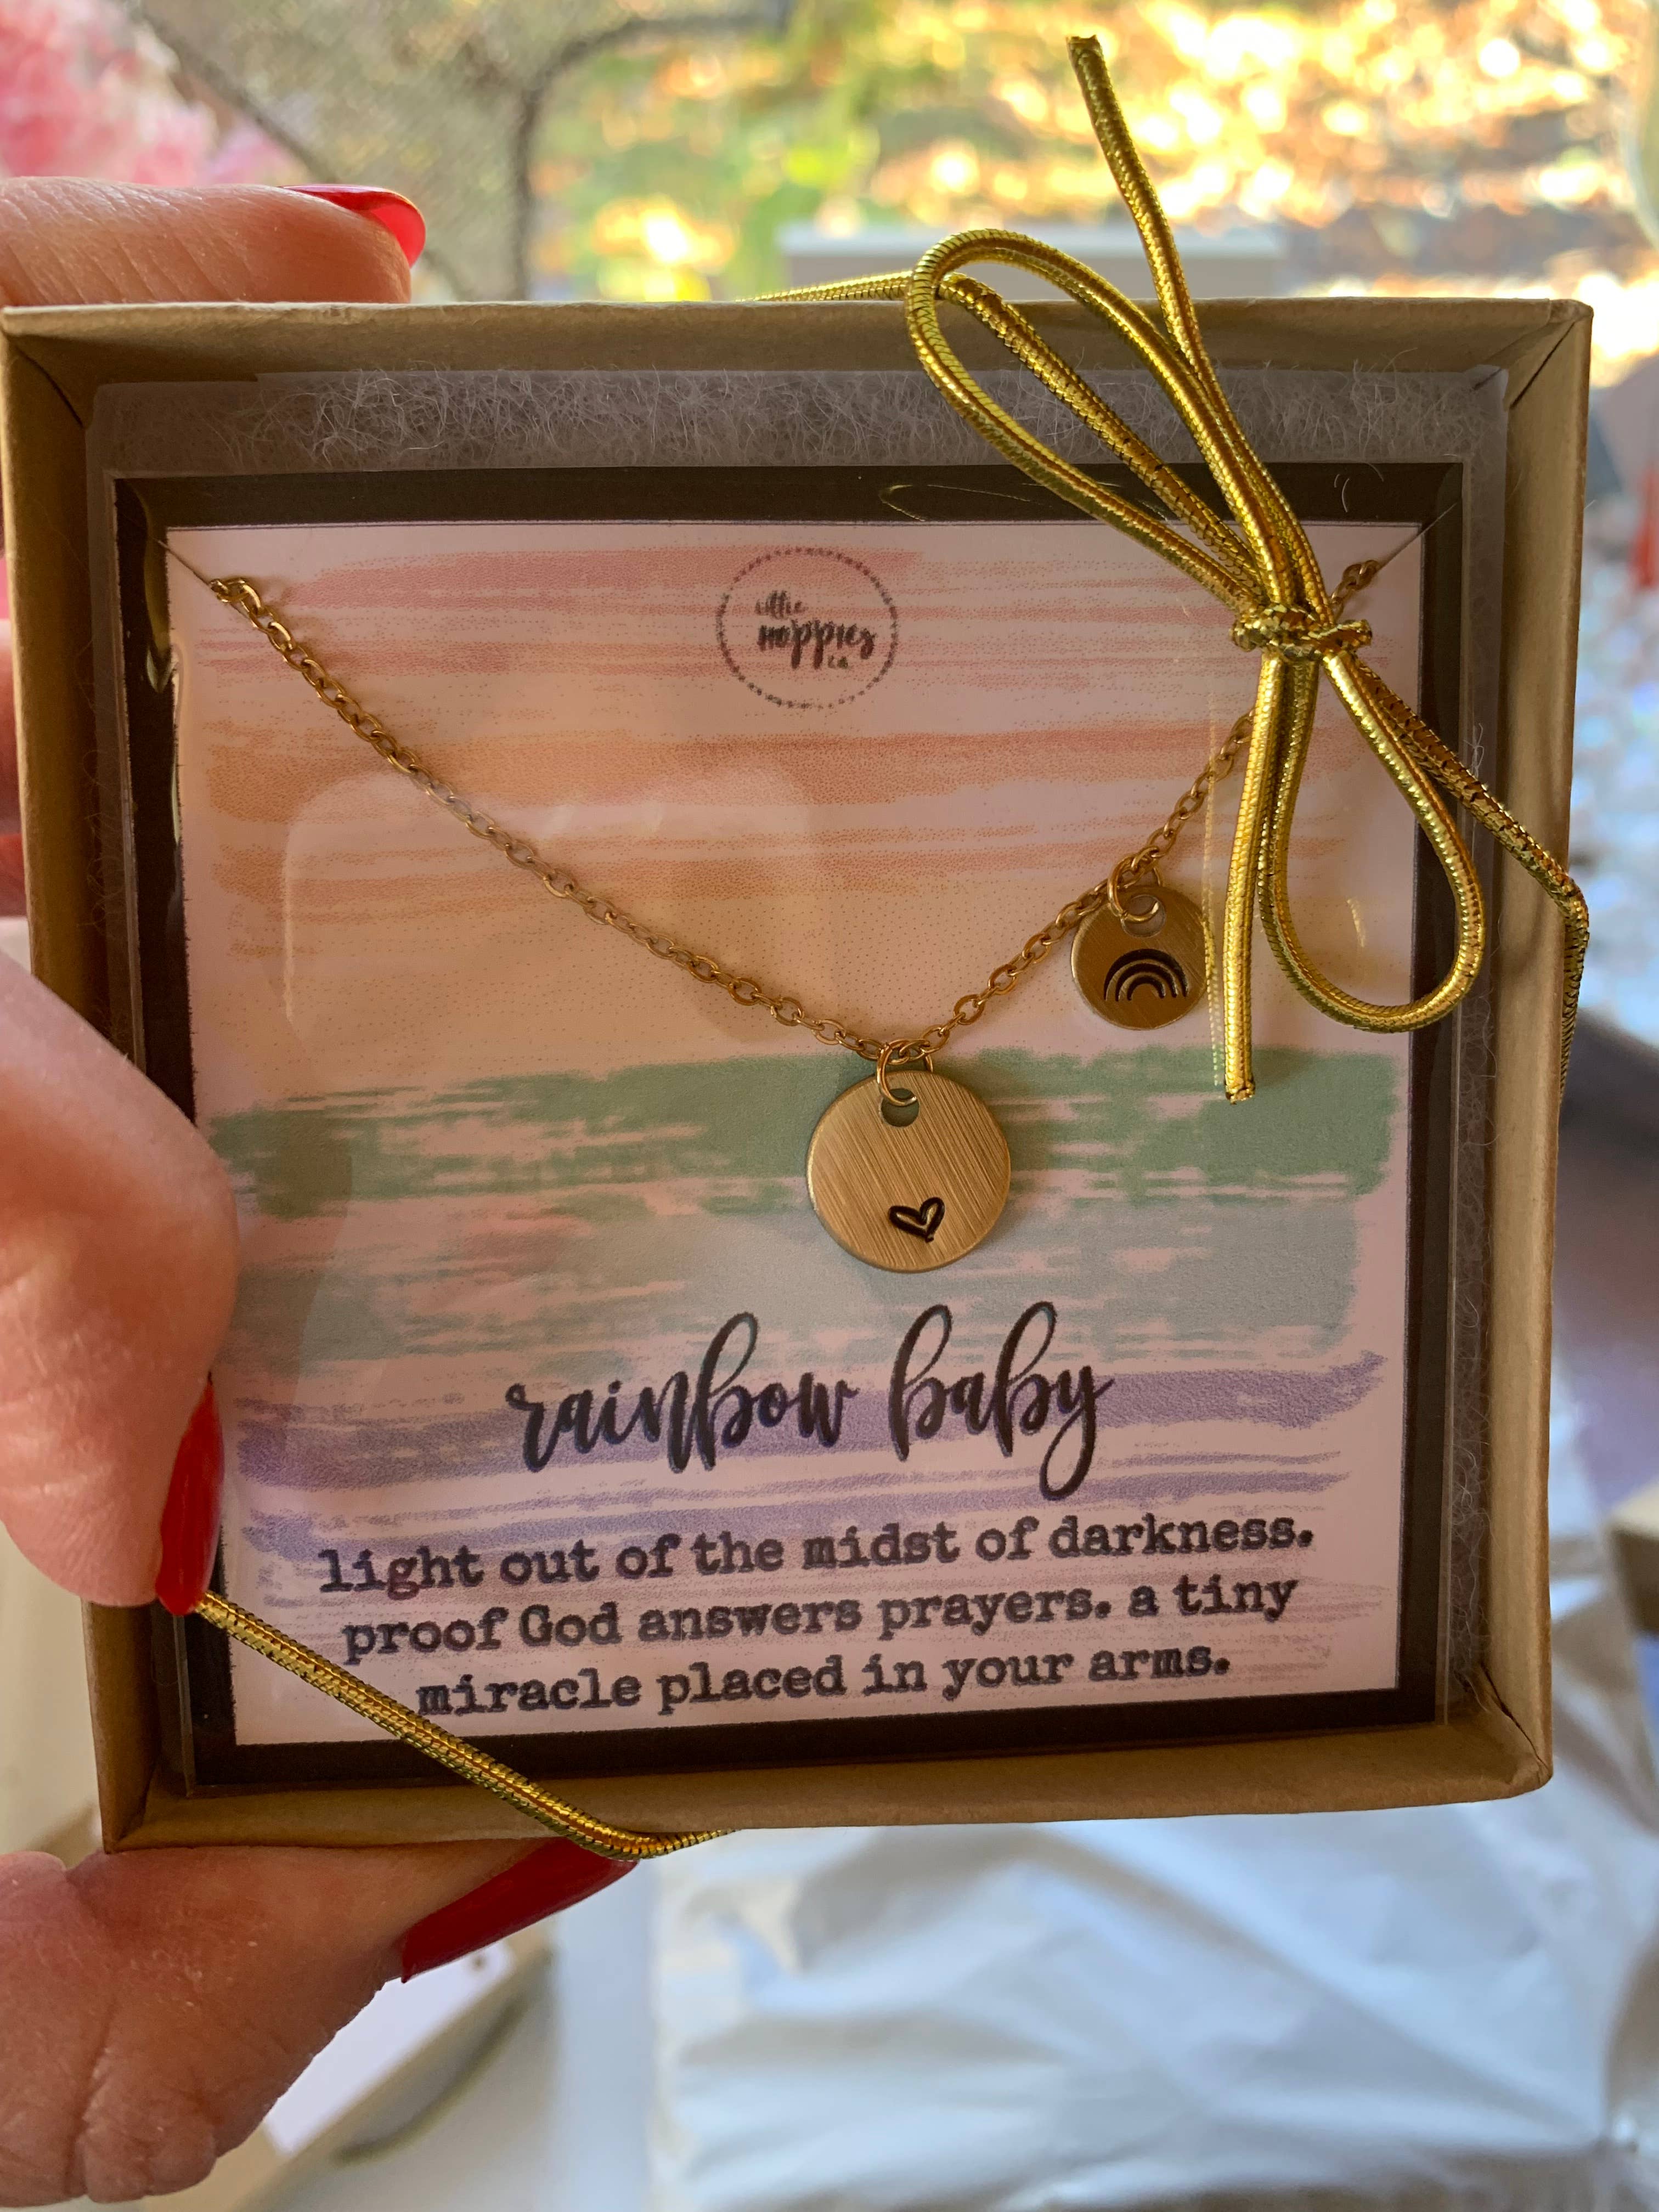 little
Hoppies
co.
rainbow baby
light out of the midst of darkness.
proof God answers prayers. a tiny
miracle placed in your arms.